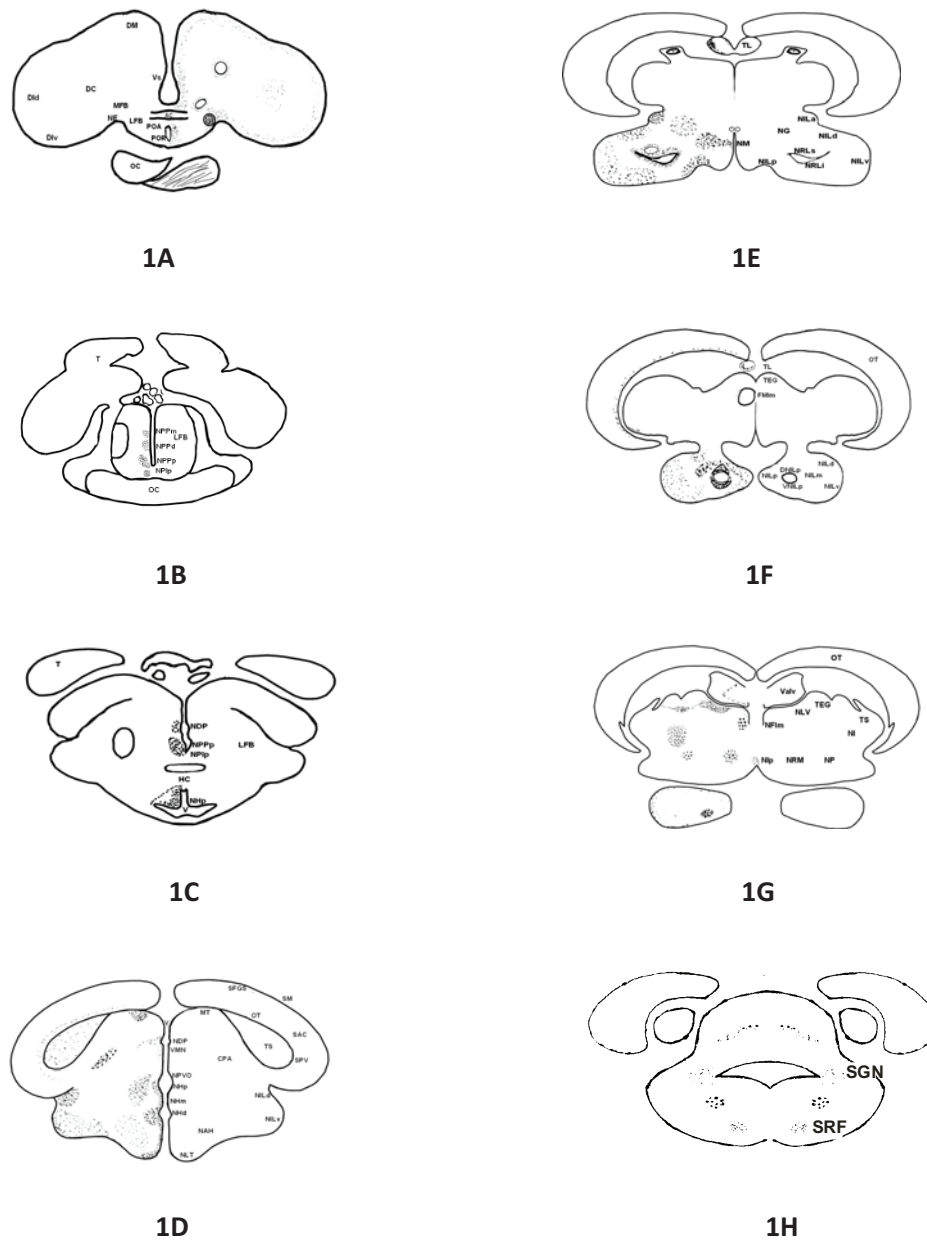 DM
Vs
DC
Dld
MFB
AC
NE
LFB
POA
Dlv
POR
OC
1A
TL
NILa
NG
NILd
NM
NRLs
NILp
NRLl
NILv
1E
T
NPPm
LFB
NPPd
NPPp
NPlp
OC
1B
OT
TL
TEG
FMlm
NILd
DNILp
NILp
NILm
VNILp
NILv
1F
T
NDP
NPPp
LFB
NPlp
HC
NHp
V
1C
OT
Valv
TEG
NLV
TS
NFlm
NI
NIp
NRM
NP
1G
SFGS
SM
MT
OT
SAC
V
NDP
TS
VMN
CPA
SPV
NPVO
NHp
NILd
NHm
NHd
NILv
NAH
NLT
1D
SGN
SRF
1H